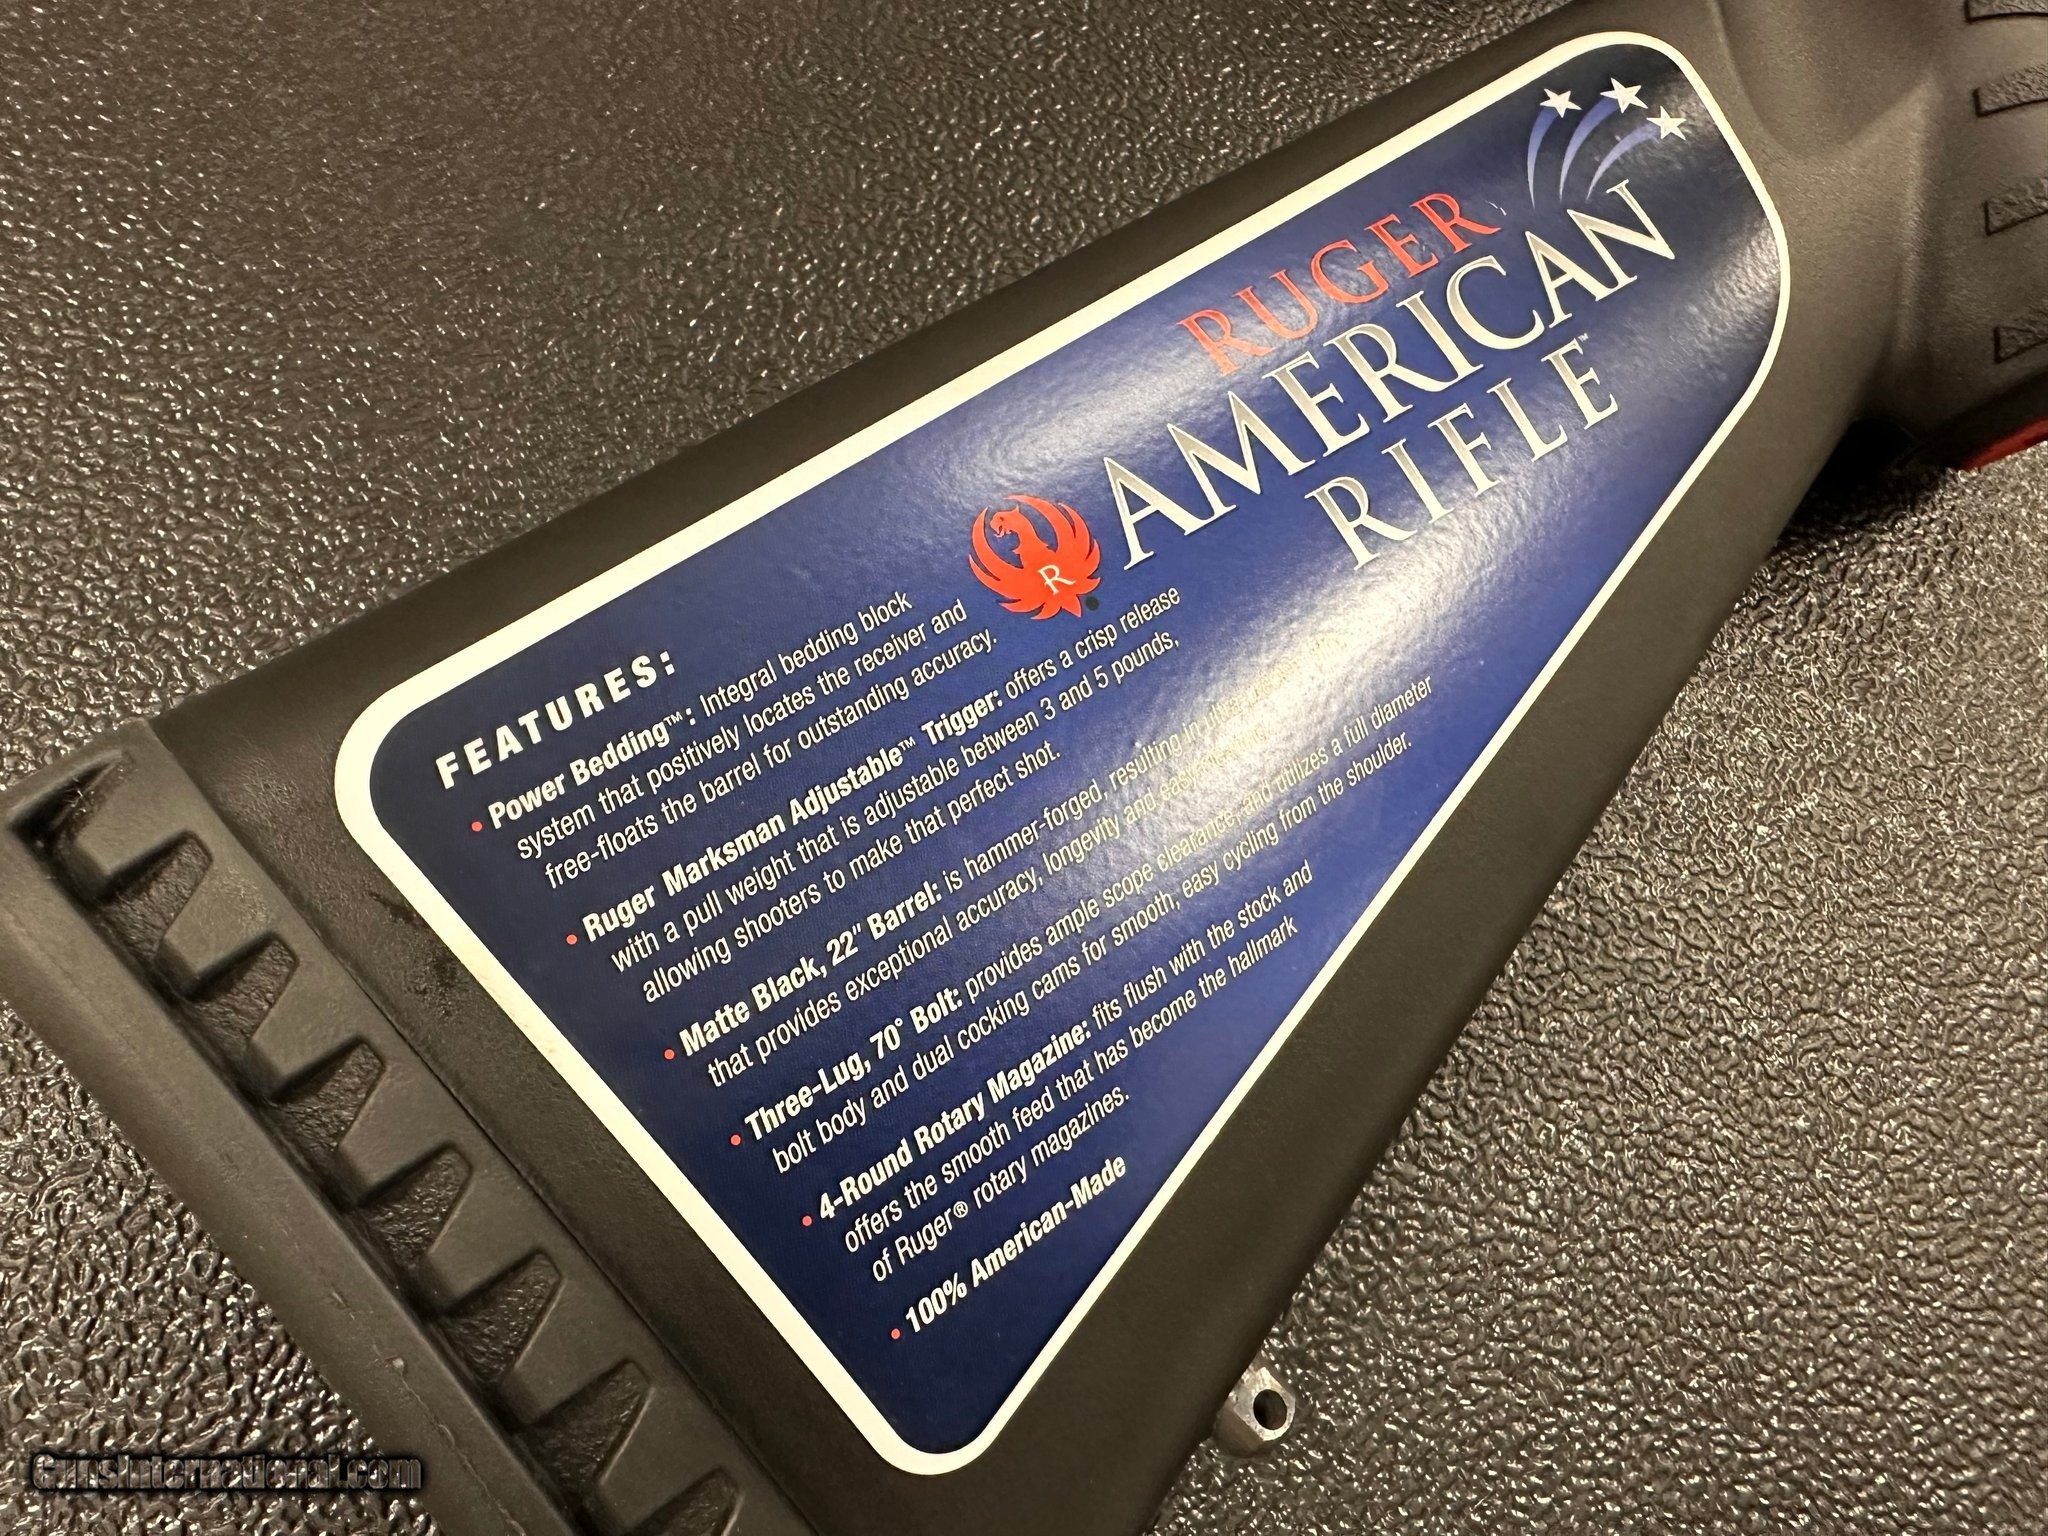 RUGER
AMERICAN
RIFLE™
R
FEATURES:
• Power Bedding™: Integral bedding block
system that positively locates the receiver and
free-floats the barrel for outstanding accuracy.
• Ruger Marksman Adjustable™ Trigger: offers a crisp release
with a pull weight that is adjustable between 3 and 5 pounds,
allowing shooters to make that perfect shot.
• Matte Black, 22" Barrel: is hammer-forged, resulting in
that provides exceptional accuracy, longevity and easy
• Three-Lug, 70° Bolt: provides ample scope clearance, and utilizes a full diameter
bolt body and dual cocking cams for smooth, easy cycling from the shoulder.
• 4-Round Rotary Magazine: fits flush with the stock and
offers the smooth feed that has become the hallmark
of Ruger® rotary magazines.
• 100% American-Made
GunsInternational.com